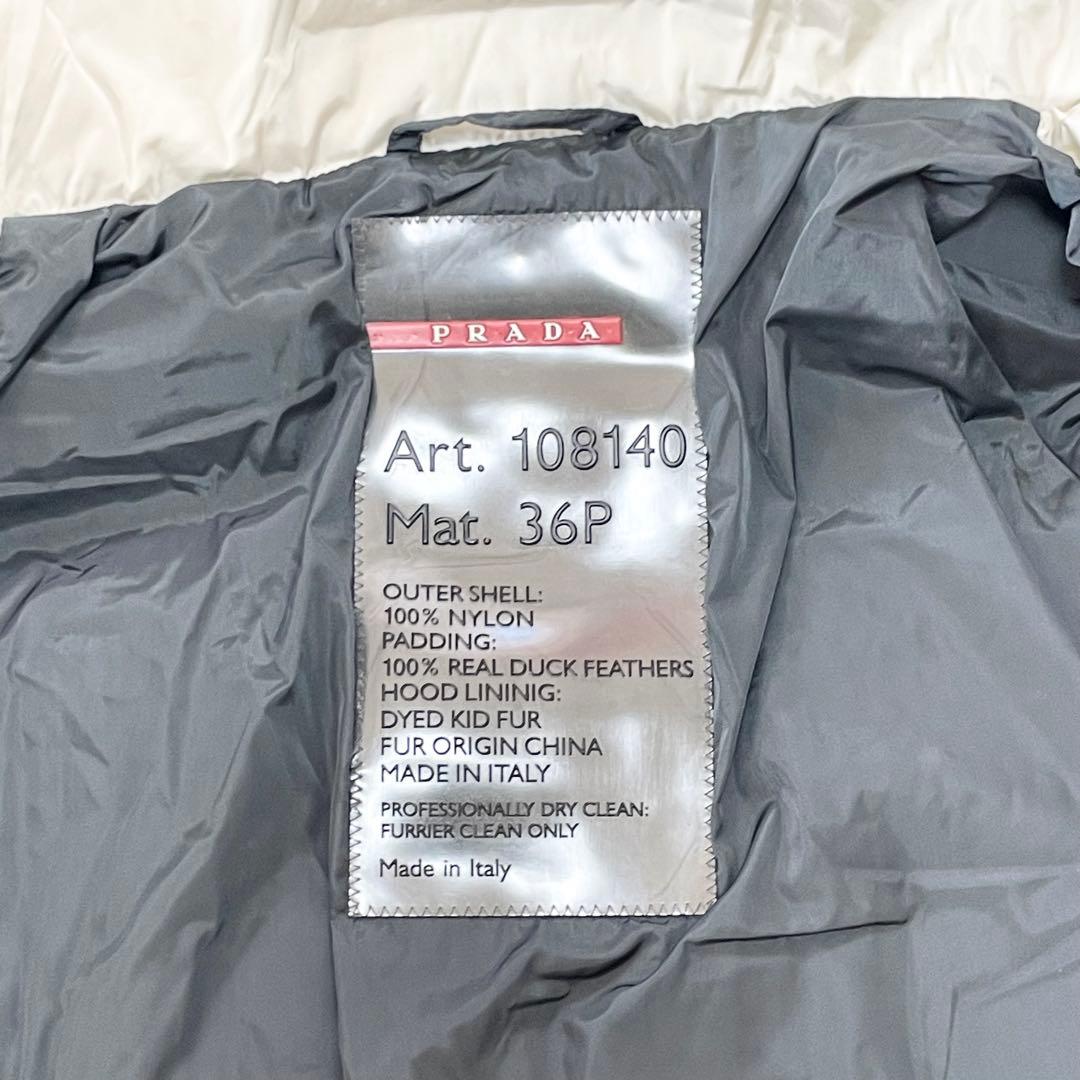 PRADA
Art. 108140
Mat. 36P
OUTER SHELL:
100% NYLON
PADDING:
100% REAL DUCK FEATHERS
HOOD LININIG:
DYED KID FUR
FUR ORIGIN CHINA
MADE IN ITALY
PROFESSIONALLY DRY CLEAN:
FURRIER CLEAN ONLY
Made in Italy